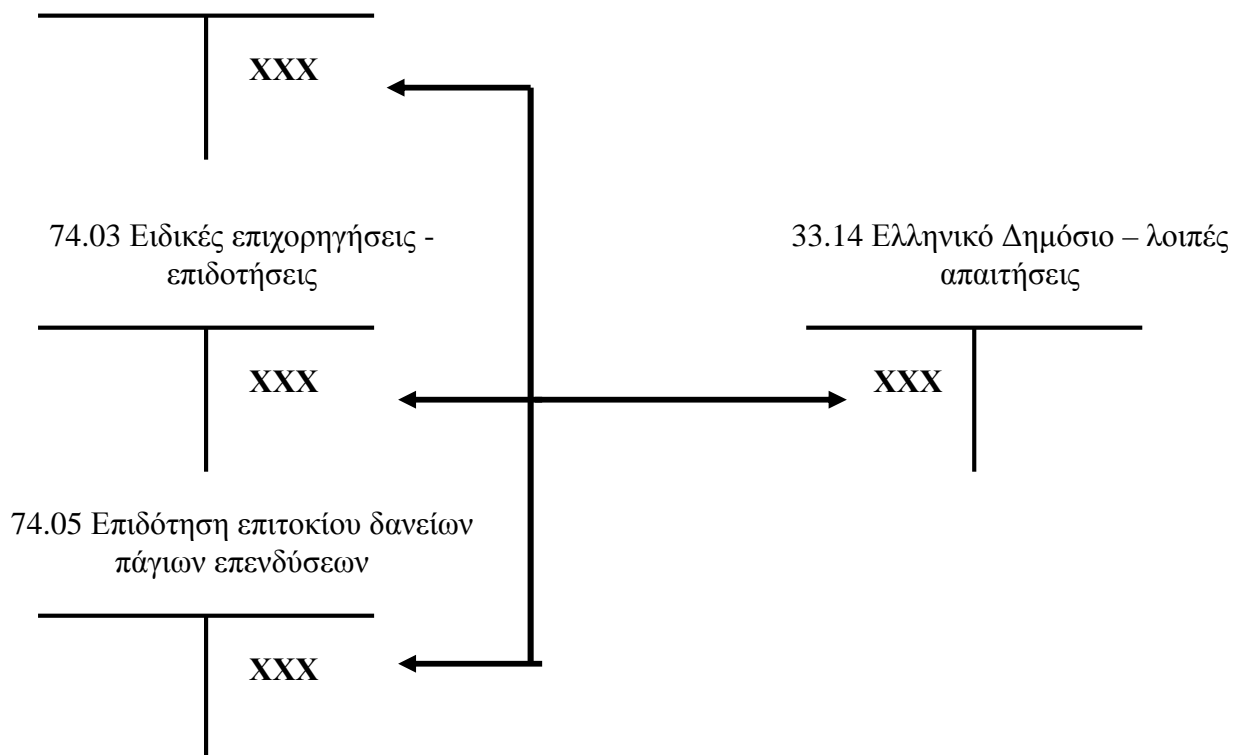 XXX
74.03 Ειδικές επιχορηγήσεις -
επιδοτήσεις
33.14 Ελληνικό Δημόσιο – λοιπές
απαιτήσεις
XXX
XXX
74.05 Επιδότηση επιτοκίου δανείων
πάγιων επενδύσεων
XXX